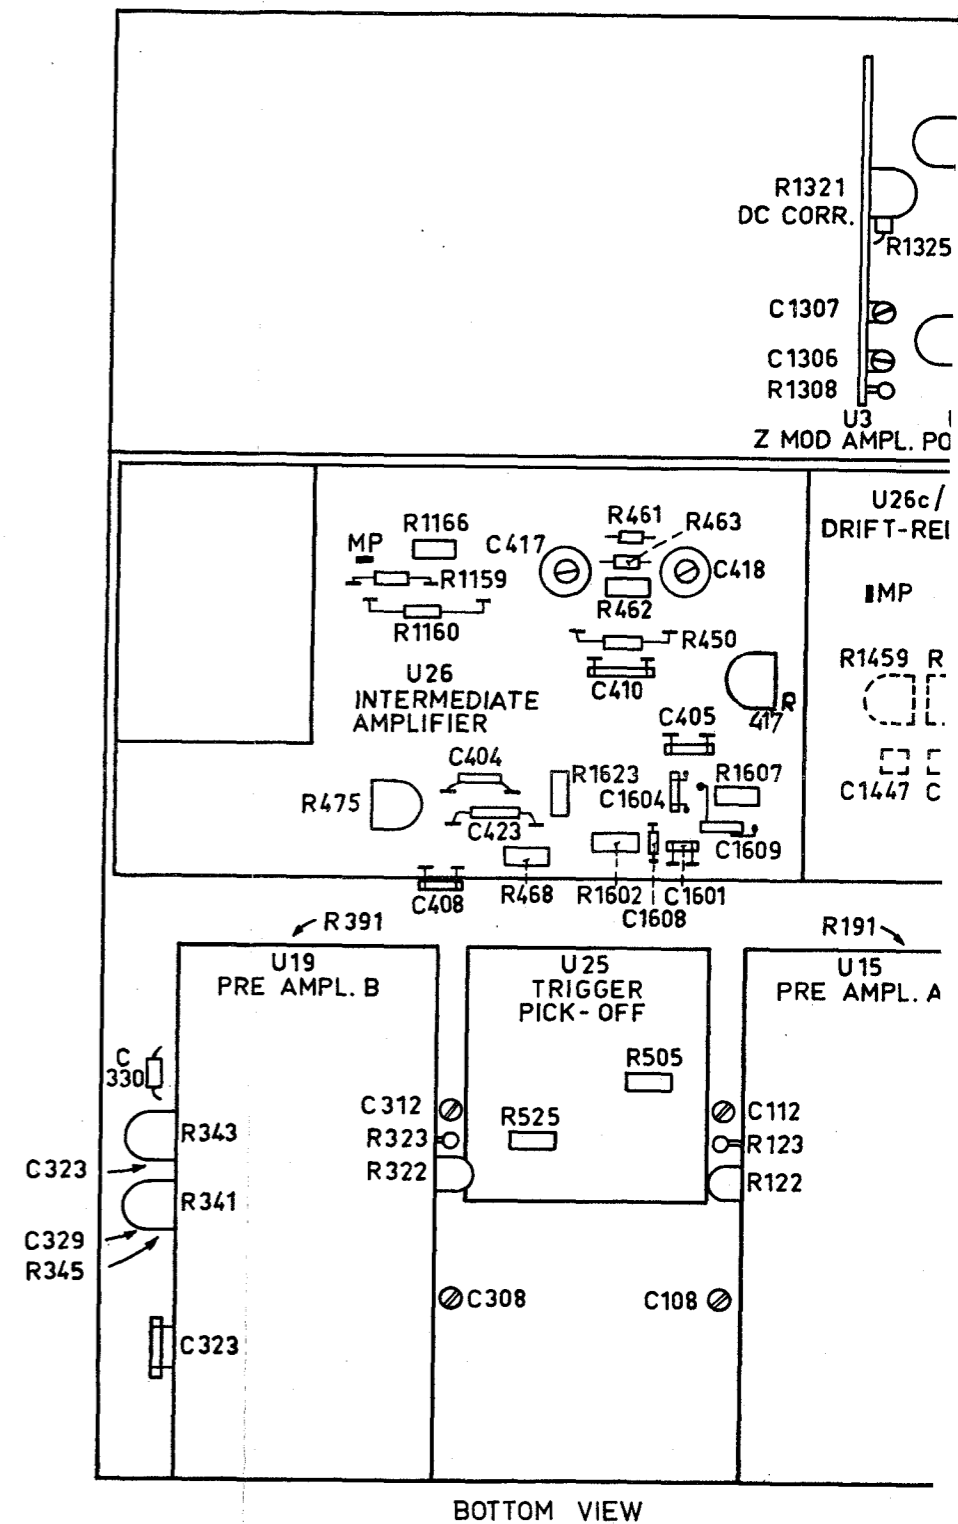 R1321
DC CORR.
R1325
C1307
C1306
R1308
U3
Z MOD AMPL. PO
U26c/
DRIFT-REI
MP
R1459 R
C1447 C
R461
R463
R1166
MP
C417
C418
R1159
R462
R1160
R450
U26
INTERMEDIATE
AMPLIFIER
C410
R
417
C405
C404
R1623
R1607
R475
C1604
C423
C1609
R468
R1602
C1601
C408
C1608
R391
R191
U19
PRE AMPL. B
U25
TRIGGER
PICK-OFF
U15
PRE AMPL. A
R505
C
330
C312
R525
C112
R343
R323
R123
C323
R322
R122
R341
C329
R345
C308
C108
C323
BOTTOM VIEW